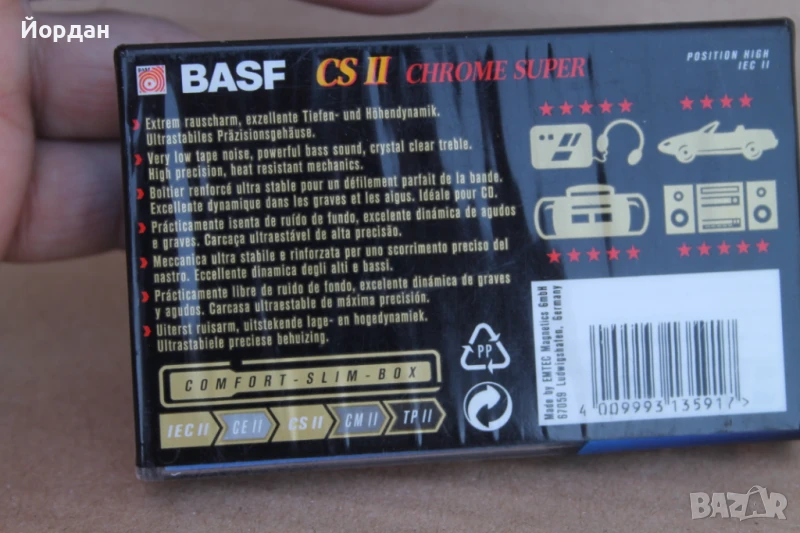 Йордан
BASF CS II CHROME SUPER
POSITION HIGH
IEC II
Extrem rauscharm, exzellente Tiefen- und Höhendynamik.
Ultrastabiles Präzisionsgehäuse.
Very low tape noise, powerful bass sound, crystal clear treble.
High precision, heat resistant mechanics.
Boîtier renforcé ultra stable pour un défilement parfait de la bande.
Excellente dynamique dans les graves et les aigus. Idéale pour CD.
Prácticamente isenta de ruído de fundo, excelente dinámica de agudos
e graves. Carcaça ultraestável de alta precisão.
Meccanica ultra stabile e rinforzata per uno scorrimento preciso del
nastro. Eccellente dinamica degli alti e bassi.
Prácticamente libre de ruido de fondo, excelente dinámica de graves
y agudos. Carcasa ultraestable de máxima precisión.
Uiterst ruisarm, uitstekende lage- en hogedynamiek.
Ultrastabiele preciese behuizing.
COMFORT-SLIM-BOX
IEC II CE II CS II CM II TP II
PP
Made by EMTEC Magnetics GmbH
67059 Ludwigshafen, Germany
4 009993 135917 >
BAZAR
bg